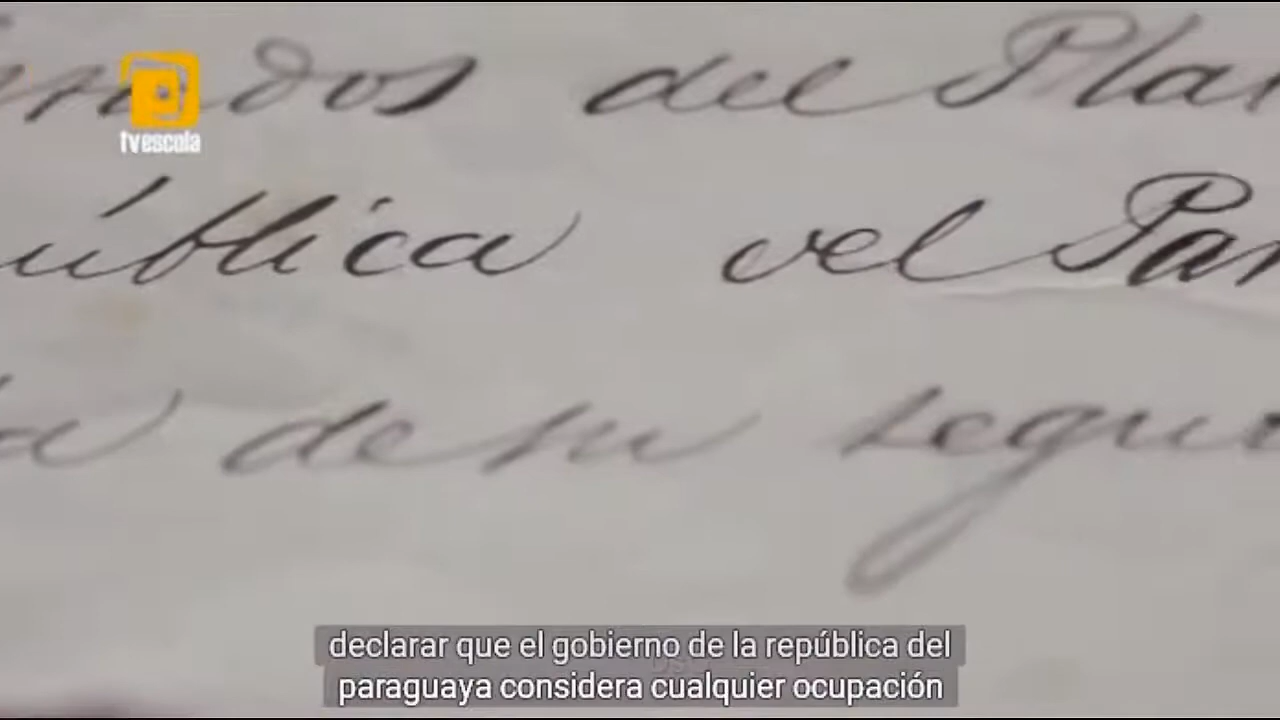 dos del Pla
tvescola
ública del Par
de su segur
declarar que el gobierno de la república del
paraguaya considera cualquier ocupación